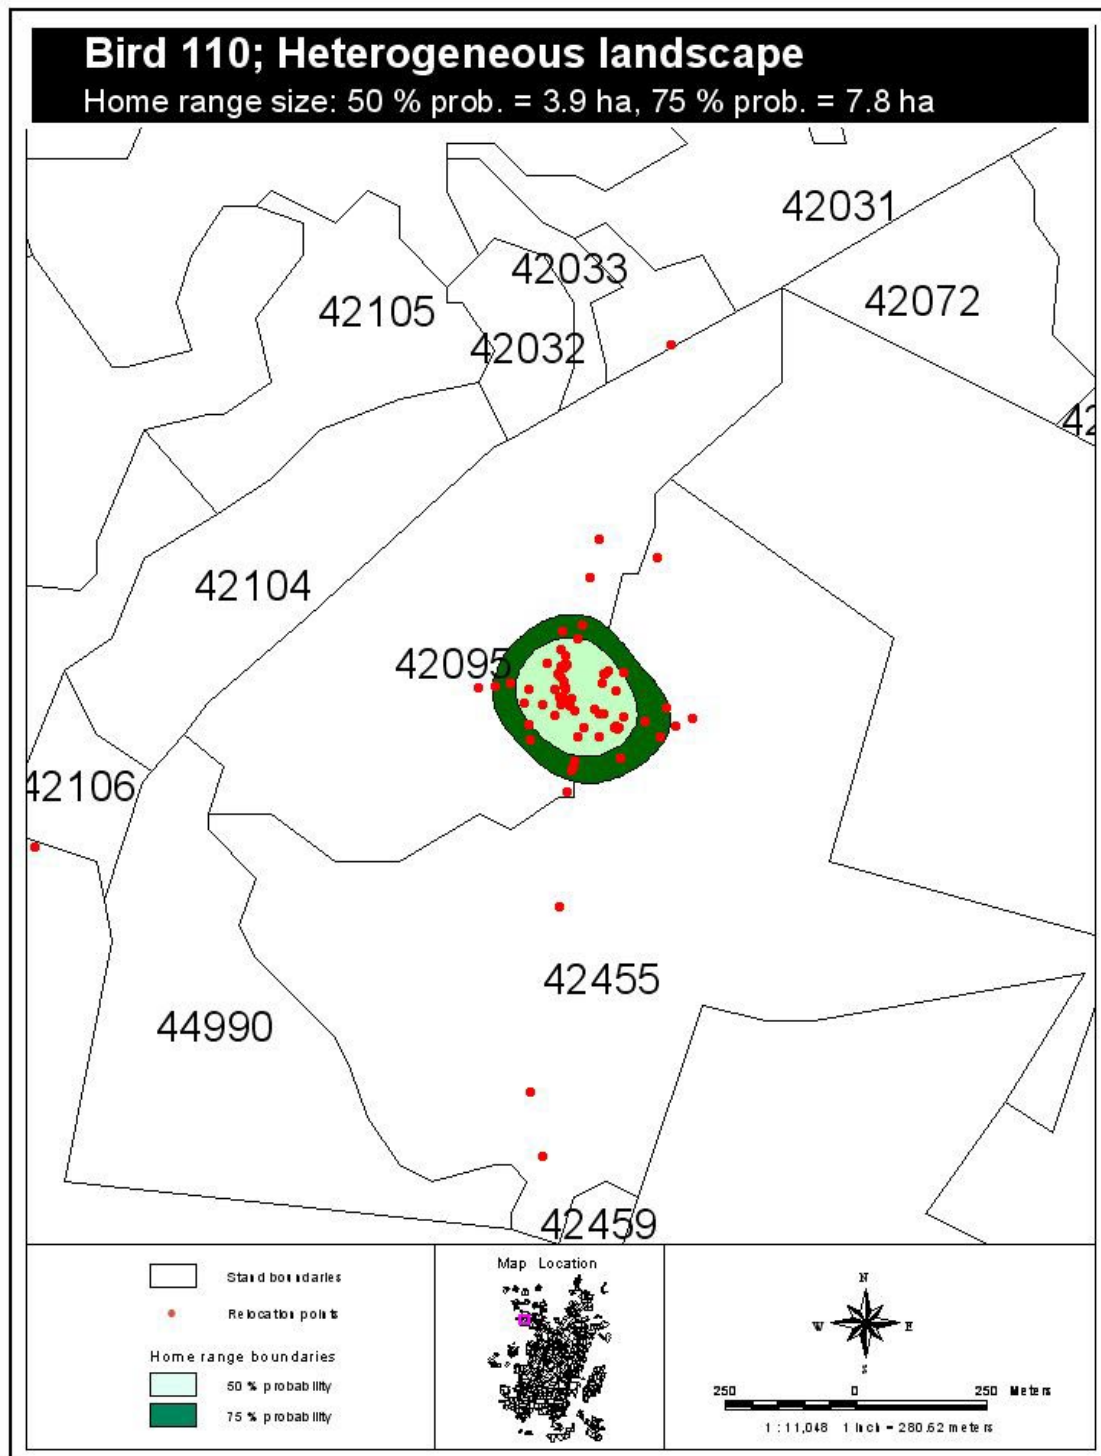 Bird 110; Heterogeneous landscape
Home range size: 50 % prob. = 3.9 ha, 75 % prob. = 7.8 ha
42031
42033
42072
42105
42032
42
42104
42095
42106
42455
44990
42459
Stand boundaries
Relocation points
Home range boundaries
50 % probability
75 % probability
Map Location
N
W E
S
250 0 250 Meters
1 : 11,048 1 Inch = 280.62 meters